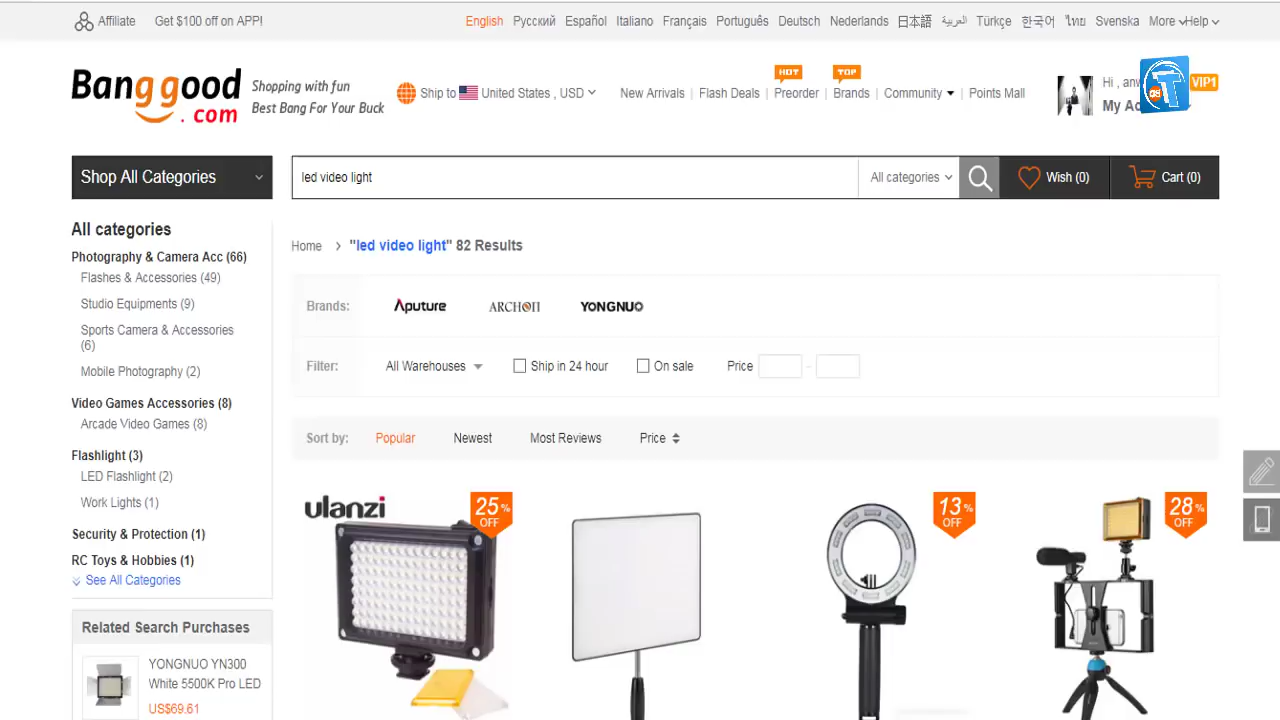 Affiliate Get $100 off on APP! English Русский Español Italiano Français Português Deutsch Nederlands 日本語 العربية Türkçe 한국어 ไทย Svenska More Help
Banggood.com
Shopping with fun
Best Bang For Your Buck
Ship to United States , USD
New Arrivals | Flash Deals | Preorder | Brands | Community | Points Mall
HOT
TOP
Hi , anw
My Ac
VIP1
Shop All Categories
led video light
All categories
Wish (0)
Cart (0)
All categories
Photography & Camera Acc (66)
Flashes & Accessories (49)
Studio Equipments (9)
Sports Camera & Accessories
(6)
Mobile Photography (2)
Video Games Accessories (8)
Arcade Video Games (8)
Flashlight (3)
LED Flashlight (2)
Work Lights (1)
Security & Protection (1)
RC Toys & Hobbies (1)
See All Categories
Related Search Purchases
YONGNUO YN300
White 5500K Pro LED
US$69.61
Home > "led video light" 82 Results
Brands: Aputure ARCHON YONGNUO
Filter: All Warehouses Ship in 24 hour On sale Price -
Sort by: Popular Newest Most Reviews Price
ulanzi
25% OFF
13% OFF
28% OFF